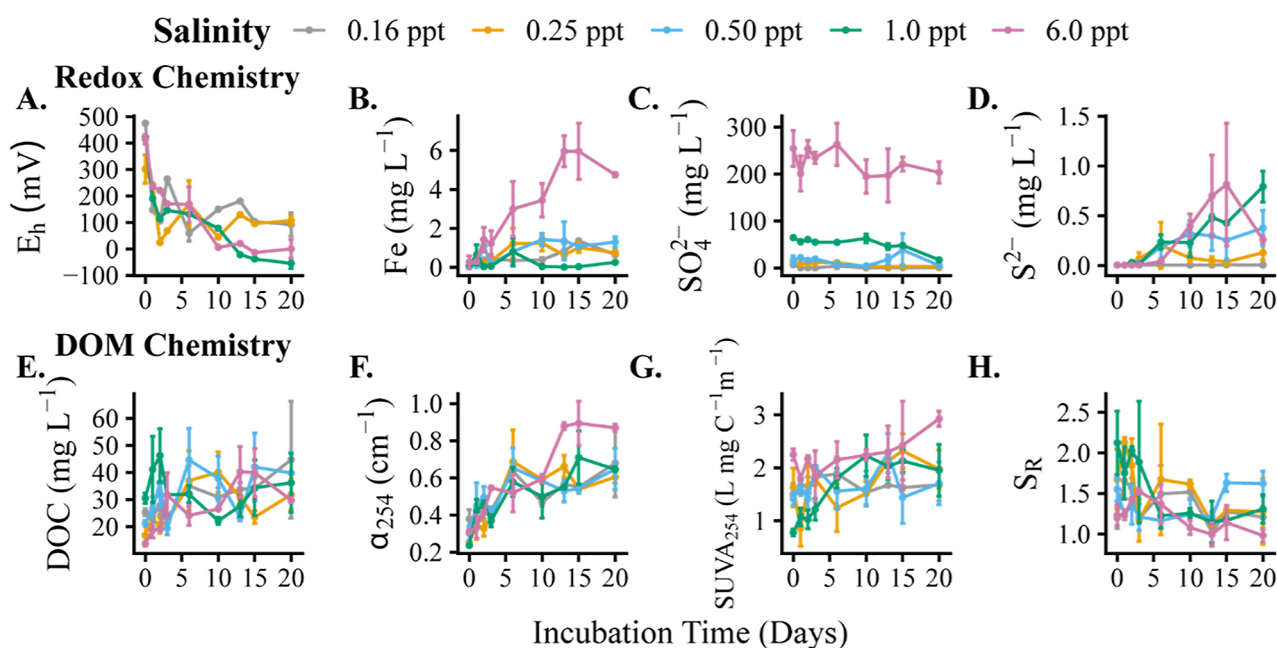 Salinity 0.16 ppt 0.25 ppt 0.50 ppt 1.0 ppt 6.0 ppt
Redox Chemistry
A. B. C. D.
E_h (mV)
500
400
300
200
100
0
−100
0 5 10 15 20
Fe (mg L⁻¹)
6
4
2
0
0 5 10 15 20
SO₄²⁻ (mg L⁻¹)
300
200
100
0
0 5 10 15 20
S²⁻ (mg L⁻¹)
1.5
1.0
0.5
0.0
0 5 10 15 20
DOM Chemistry
E. F. G. H.
DOC (mg L⁻¹)
60
50
40
30
20
0 5 10 15 20
α₂₅₄ (cm⁻¹)
1.0
0.8
0.6
0.4
0.2
0 5 10 15 20
SUVA₂₅₄ (L mg C⁻¹m⁻¹)
3
2
1
0 5 10 15 20
S_R
2.5
2.0
1.5
1.0
0 5 10 15 20
Incubation Time (Days)